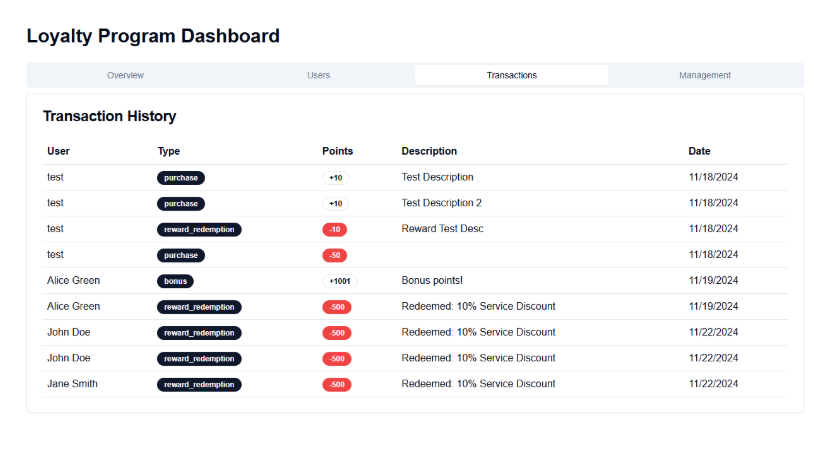 Loyalty Program Dashboard
Overview Users Transactions Management
Transaction History
User Type Points Description Date
test purchase +10 Test Description 11/18/2024
test purchase +10 Test Description 2 11/18/2024
test reward_redemption -10 Reward Test Desc 11/18/2024
test purchase -50 11/18/2024
Alice Green bonus +1001 Bonus points! 11/19/2024
Alice Green reward_redemption -500 Redeemed: 10% Service Discount 11/19/2024
John Doe reward_redemption -500 Redeemed: 10% Service Discount 11/22/2024
John Doe reward_redemption -500 Redeemed: 10% Service Discount 11/22/2024
Jane Smith reward_redemption -500 Redeemed: 10% Service Discount 11/22/2024